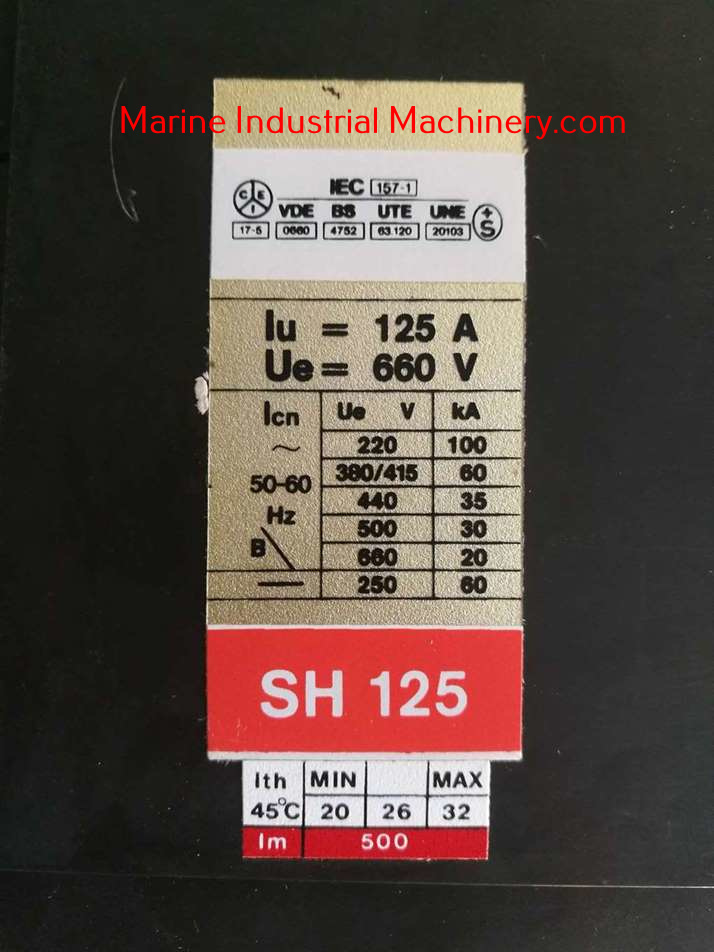 Marine Industrial Machinery.com
IEC 157-1
CEI VDE BS UTE UNE +S
17-5 0660 4752 63.120 20103
Iu = 125 A
Ue = 660 V
Icn Ue V kA
~ 220 100
50-60 380/415 60
440 35
Hz 500 30
B 660 20
— 250 60
SH 125
Ith MIN MAX
45°C 20 26 32
Im 500